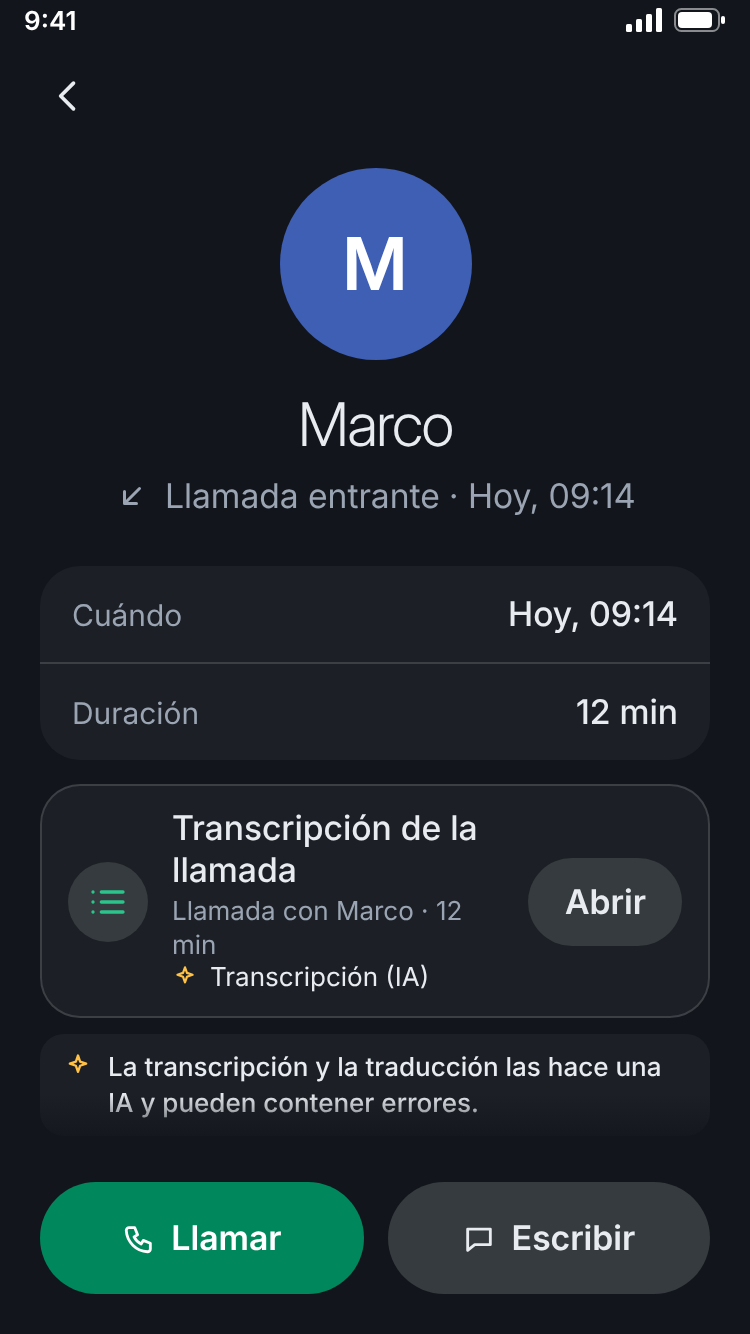 9:41
M
Marco
Llamada entrante · Hoy, 09:14
Cuándo
Hoy, 09:14
Duración
12 min
Transcripción de la
llamada
Llamada con Marco · 12
min
Transcripción (IA)
Abrir
La transcripción y la traducción las hace una
IA y pueden contener errores.
Llamar
Escribir